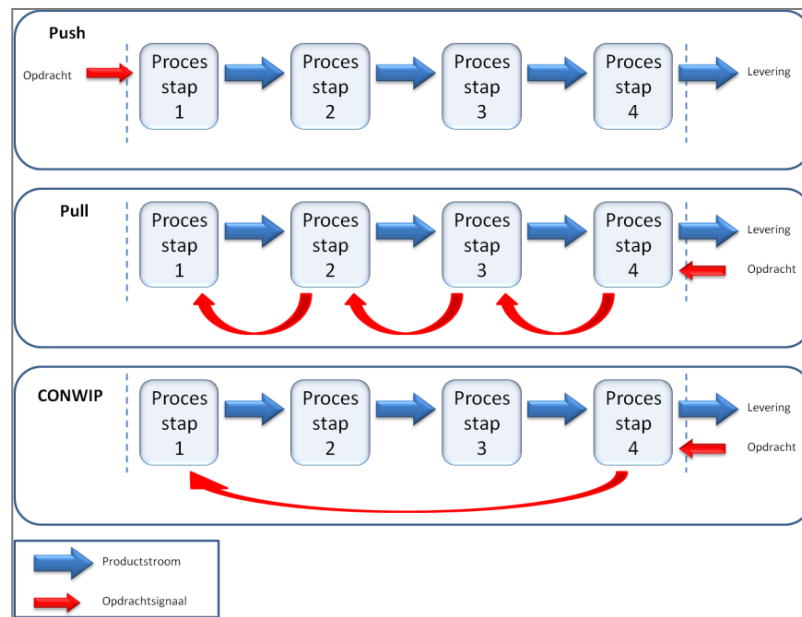 Push
Opdracht
Proces
stap
1
Proces
stap
2
Proces
stap
3
Proces
stap
4
Levering
Pull
Proces
stap
1
Proces
stap
2
Proces
stap
3
Proces
stap
4
Levering
Opdracht
CONWIP
Proces
stap
1
Proces
stap
2
Proces
stap
3
Proces
stap
4
Levering
Opdracht
Productstroom
Opdrachtsignaal